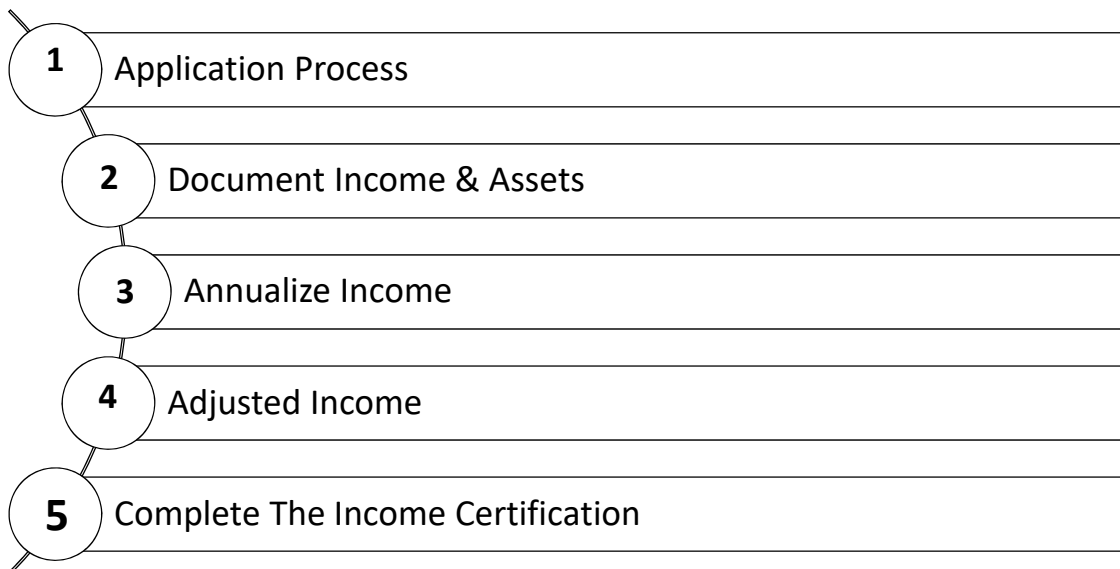 1 Application Process
2 Document Income & Assets
3 Annualize Income
4 Adjusted Income
5 Complete The Income Certification